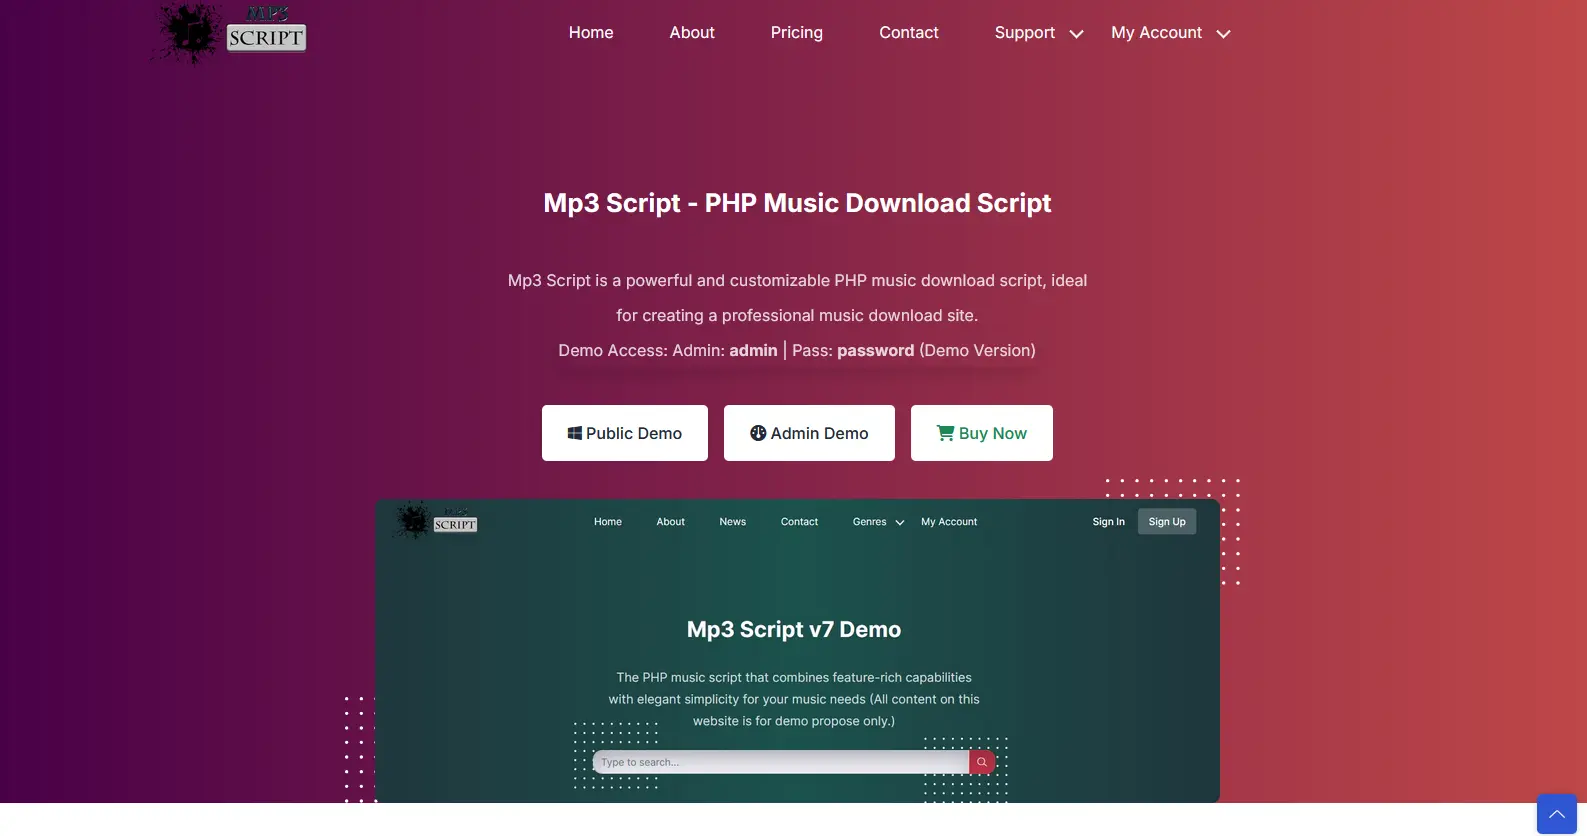 MP3
SCRIPT
Home About Pricing Contact Support My Account
Mp3 Script - PHP Music Download Script
Mp3 Script is a powerful and customizable PHP music download script, ideal
for creating a professional music download site.
Demo Access: Admin: admin | Pass: password (Demo Version)
Public Demo Admin Demo Buy Now
SCRIPT
Home About News Contact Genres My Account Sign In Sign Up
Mp3 Script v7 Demo
The PHP music script that combines feature-rich capabilities
with elegant simplicity for your music needs (All content on this
website is for demo propose only.)
Type to search...